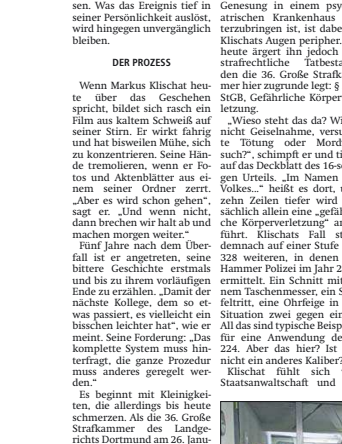 sen. Was das Ereignis tief in
seiner Persönlichkeit auslöst,
wird hingegen unvergänglich
bleiben.
DER PROZESS
Wenn Markus Klischat heu-
te über das Geschehen
spricht, bildet sich rasch ein
Film aus kaltem Schweiß auf
seiner Stirn. Er wirkt fahrig
und hat bisweilen Mühe, sich
zu konzentrieren. Seine Hän-
de tremolieren, wenn er Fo-
tos und Aktenblätter aus ei-
nem seiner Ordner zerrt.
„Aber es wird schon gehen“,
sagt er. „Und wenn nicht,
dann brechen wir halt ab und
machen morgen weiter.“
Fünf Jahre nach dem Über-
fall ist er angetreten, seine
bittere Geschichte erstmals
und bis zu ihrem vorläufigen
Ende zu erzählen. „Damit der
nächste Kollege, dem so et-
was passiert, es vielleicht ein
bisschen leichter hat“, wie er
meint. Seine Forderung: „Das
komplette System muss hin-
terfragt, die ganze Prozedur
muss anderes geregelt wer-
den.“
Es beginnt mit Kleinigkei-
ten, die allerdings bis heute
schmerzen. Als die 36. Große
Strafkammer des Landge-
richts Dortmund am 26. Janu-
Genesung in einem psy
atrischen Krankenhaus
terzubringen ist, ist dabe
Klischats Augen peripher.
heute ärgert ihn jedoch
strafrechtliche Tatbesta
den die 36. Große Strafk
mer hier zugrunde legt: §
StGB, Gefährliche Körper
letzung.
„Wieso steht das da? Wi
nicht Geiselnahme, versu
te Tötung oder Mord
such?“, schimpft er und ti
auf das Deckblatt des 16-s
gen Urteils. „Im Namen
Volkes...“ heißt es dort,
zehn Zeilen tiefer wird
sächlich allein eine „gefäh
che Körperverletzung“ a
führt. Klischats Fall st
demnach auf einer Stufe
328 weiteren, in denen
Hammer Polizei im Jahr 2
ermittelt. Ein Schnitt mit
nem Taschenmesser, ein S
feltritt, eine Ohrfeige in
Situation zwei gegen ein
All das sind typische Beisp
für eine Anwendung de
224. Aber das hier? Ist
nicht ein anderes Kaliber?
Klischat fühlt sich
Staatsanwaltschaft und